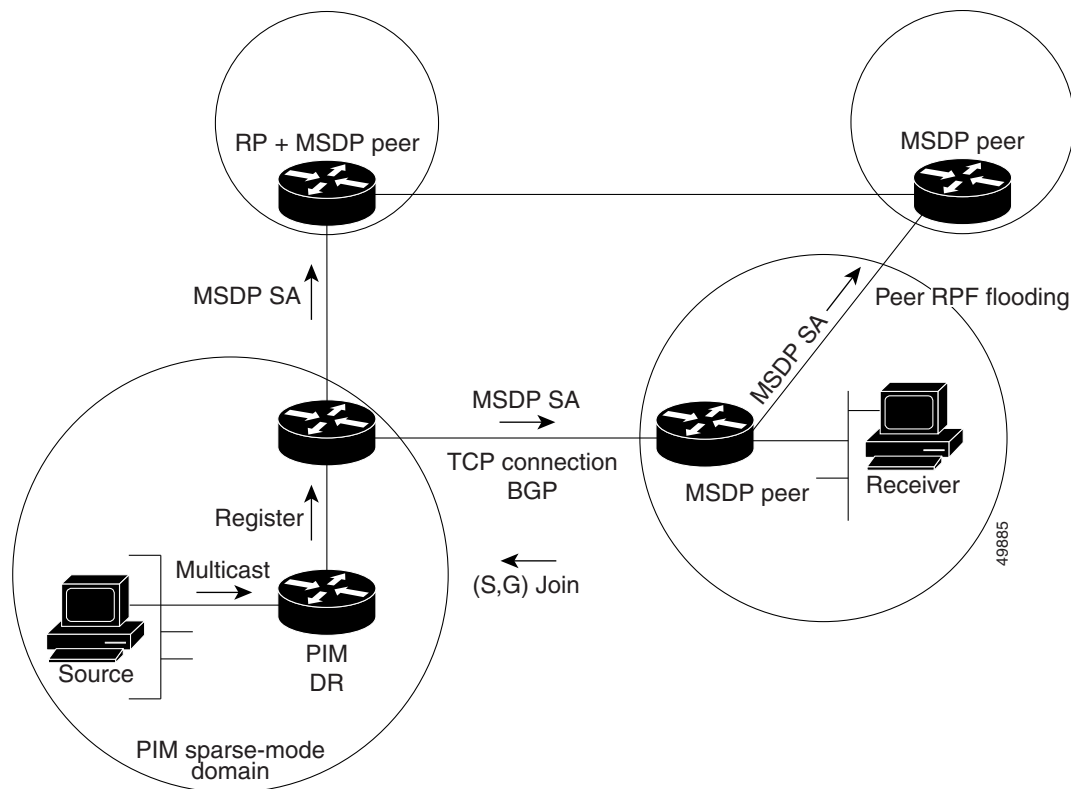 RP + MSDP peer
MSDP peer
MSDP SA
Peer RPF flooding
MSDP SA
MSDP SA
TCP connection
BGP
MSDP peer
Receiver
Register
49885
Multicast
(S,G) Join
Source
PIM
DR
PIM sparse-mode
domain